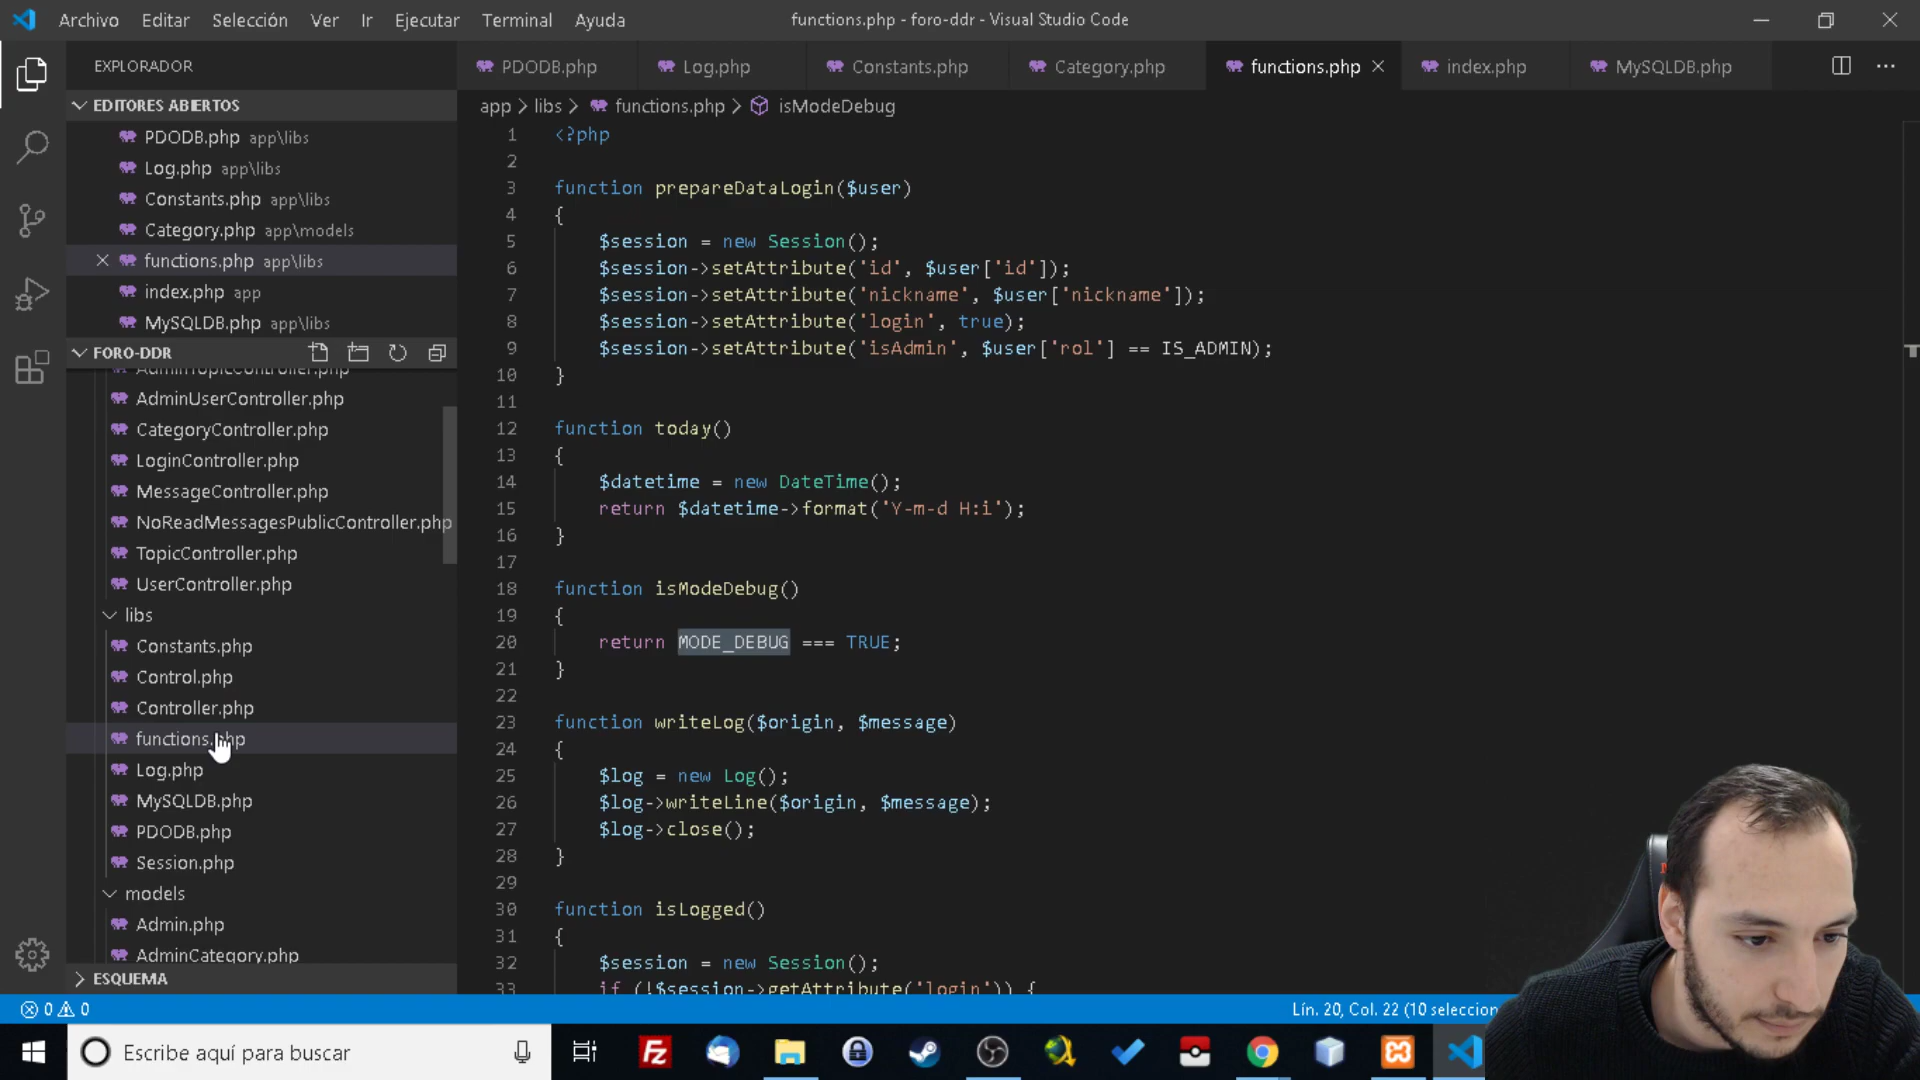 Archivo Editar Selección Ver Ir Ejecutar Terminal Ayuda functions.php - foro-ddr - Visual Studio Code
EXPLORADOR
PDODB.php Log.php Constants.php Category.php functions.php index.php MySQLDB.php
EDITORES ABIERTOS
app > libs > functions.php > isModeDebug
PDODB.php app\libs
Log.php app\libs
Constants.php app\libs
Category.php app\models
functions.php app\libs
index.php app
MySQLDB.php app\libs
FORO-DDR
AdminTopicController.php
AdminUserController.php
CategoryController.php
LoginController.php
MessageController.php
NoReadMessagesPublicController.php
TopicController.php
UserController.php
libs
Constants.php
Control.php
Controller.php
functions.php
Log.php
MySQLDB.php
PDODB.php
Session.php
models
Admin.php
AdminCategory.php
ESQUEMA
1 <?php
2
3 function prepareDataLogin($user)
4 {
5 $session = new Session();
6 $session->setAttribute('id', $user['id']);
7 $session->setAttribute('nickname', $user['nickname']);
8 $session->setAttribute('login', true);
9 $session->setAttribute('isAdmin', $user['rol'] == IS_ADMIN);
10 }
11
12 function today()
13 {
14 $datetime = new DateTime();
15 return $datetime->format('Y-m-d H:i');
16 }
17
18 function isModeDebug()
19 {
20 return MODE_DEBUG === TRUE;
21 }
22
23 function writeLog($origin, $message)
24 {
25 $log = new Log();
26 $log->writeLine($origin, $message);
27 $log->close();
28 }
29
30 function isLogged()
31 {
32 $session = new Session();
33 if (!$session->getAttribute('login')) {
0 0
Lín. 20, Col. 22 (10 seleccion
Escribe aquí para buscar